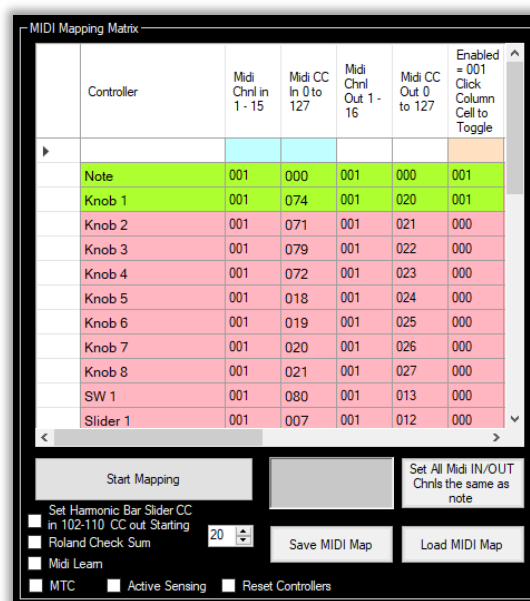 MIDI Mapping Matrix
Controller
Midi Chnl in 1 - 15
Midi CC In 0 to 127
Midi Chnl Out 1 - 16
Midi CC Out 0 to 127
Enabled = 001 Click Column Cell to Toggle
Note 001 000 001 000 001
Knob 1 001 074 001 020 001
Knob 2 001 071 001 021 000
Knob 3 001 079 001 022 000
Knob 4 001 072 001 023 000
Knob 5 001 018 001 024 000
Knob 6 001 019 001 025 000
Knob 7 001 020 001 026 000
Knob 8 001 021 001 027 000
SW 1 001 080 001 013 000
Slider 1 001 007 001 012 000
Start Mapping
Set All Midi IN/OUT
Chnls the same as
note
Set Harmonic Bar Slider CC
in 102-110 CC out Starting
20
Roland Check Sum
Save MIDI Map
Load MIDI Map
Midi Learn
MTC
Active Sensing
Reset Controllers